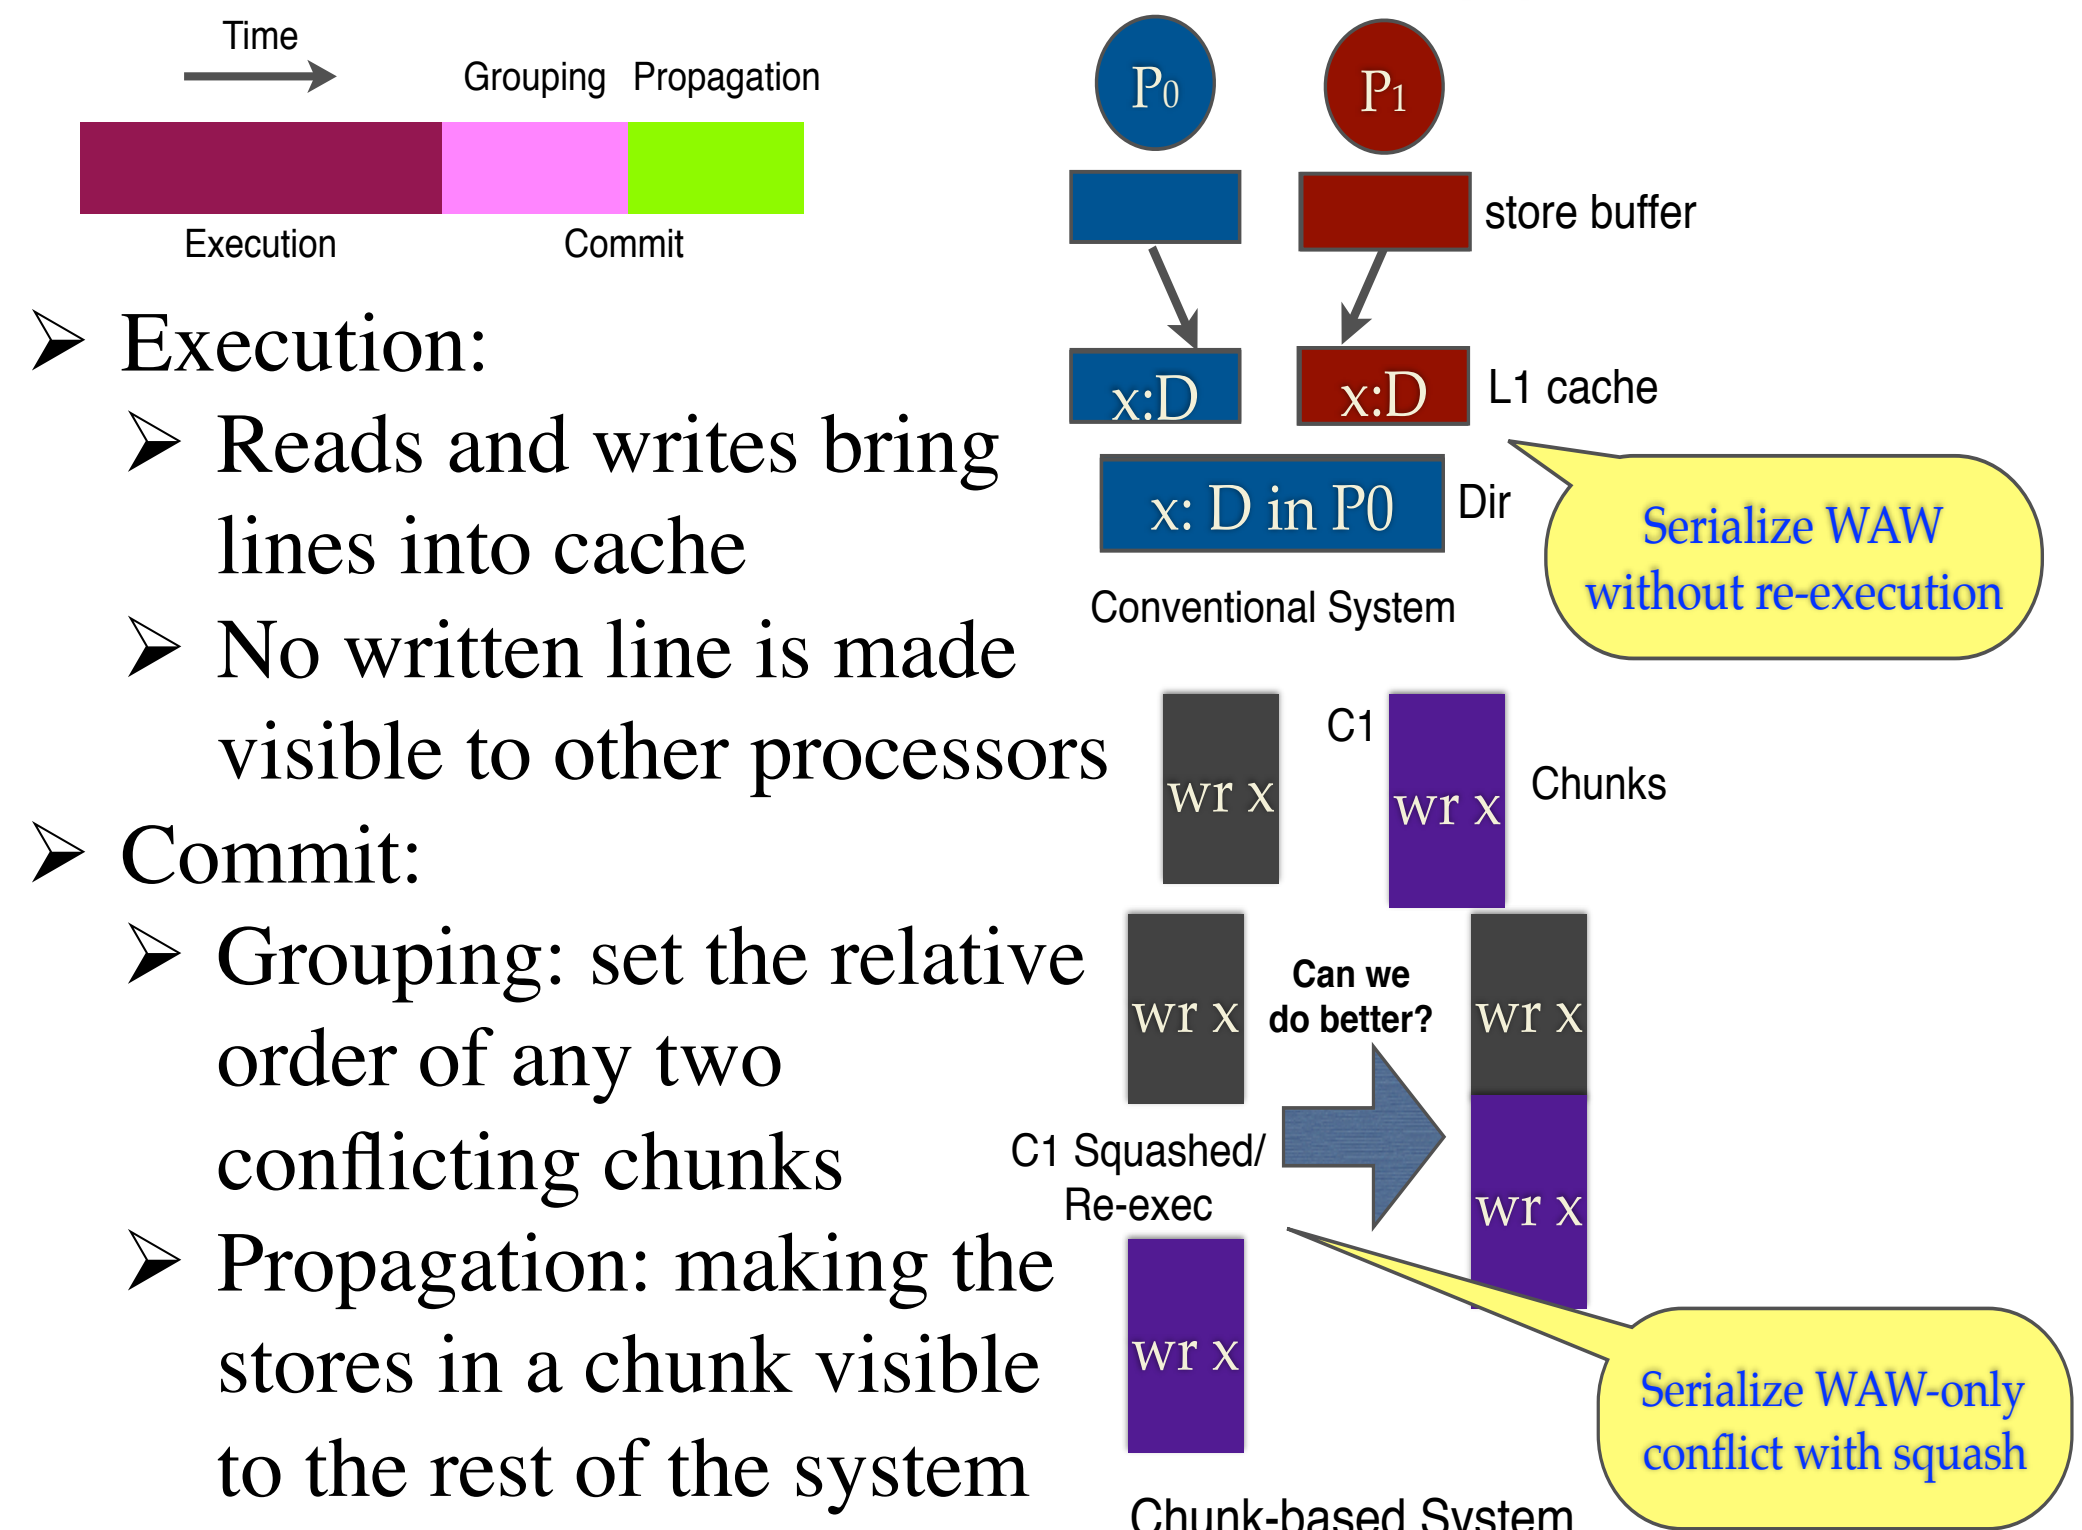 Time
Grouping Propagation
Execution
Commit
➢ Execution:
➢ Reads and writes bring
lines into cache
➢ No written line is made
visible to other processors
➢ Commit:
➢ Grouping: set the relative
order of any two
conflicting chunks
➢ Propagation: making the
stores in a chunk visible
to the rest of the system
P0
P1
store buffer
x:D
x:D
L1 cache
x: D in P0
Dir
Serialize WAW
without re-execution
Conventional System
C1
wr x
wr x
Chunks
wr x
Can we
do better?
wr x
C1 Squashed/
Re-exec
wr x
wr x
Serialize WAW-only
conflict with squash
Chunk-based System